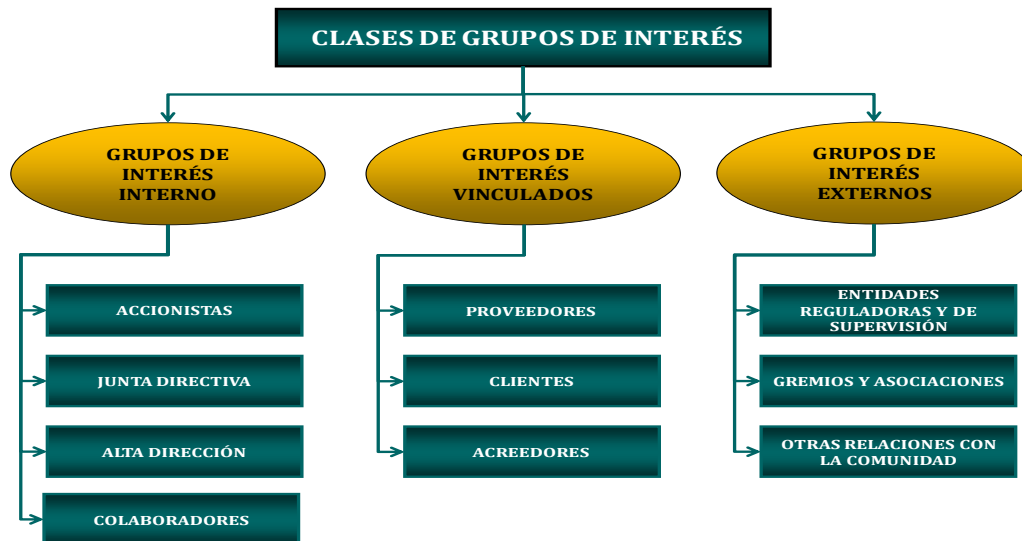 CLASES DE GRUPOS DE INTERÉS
GRUPOS DE
INTERÉS
INTERNO
GRUPOS DE
INTERÉS
VINCULADOS
GRUPOS DE
INTERÉS
EXTERNOS
ACCIONISTAS
JUNTA DIRECTIVA
ALTA DIRECCIÓN
COLABORADORES
PROVEEDORES
CLIENTES
ACREEDORES
ENTIDADES
REGULADORAS Y DE
SUPERVISIÓN
GREMIOS Y ASOCIACIONES
OTRAS RELACIONES CON
LA COMUNIDAD